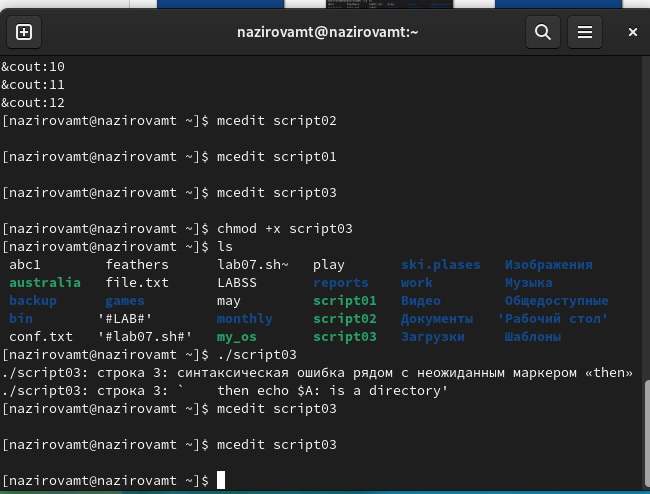 nazirovamt@nazirovamt:~
&cout:10
&cout:11
&cout:12
[nazirovamt@nazirovamt ~]$ mcedit script02
[nazirovamt@nazirovamt ~]$ mcedit script01
[nazirovamt@nazirovamt ~]$ mcedit script03
[nazirovamt@nazirovamt ~]$ chmod +x script03
[nazirovamt@nazirovamt ~]$ ls
abc1 feathers lab07.sh~ play ski.plases Изображения
australia file.txt LABSS reports work Музыка
backup games may script01 Видео Общедоступные
bin '#LAB#' monthly script02 Документы 'Рабочий стол'
conf.txt '#lab07.sh#' my_os script03 Загрузки Шаблоны
[nazirovamt@nazirovamt ~]$ ./script03
./script03: строка 3: синтаксическая ошибка рядом с неожиданным маркером «then»
./script03: строка 3: `    then echo $A: is a directory'
[nazirovamt@nazirovamt ~]$ mcedit script03
[nazirovamt@nazirovamt ~]$ mcedit script03
[nazirovamt@nazirovamt ~]$